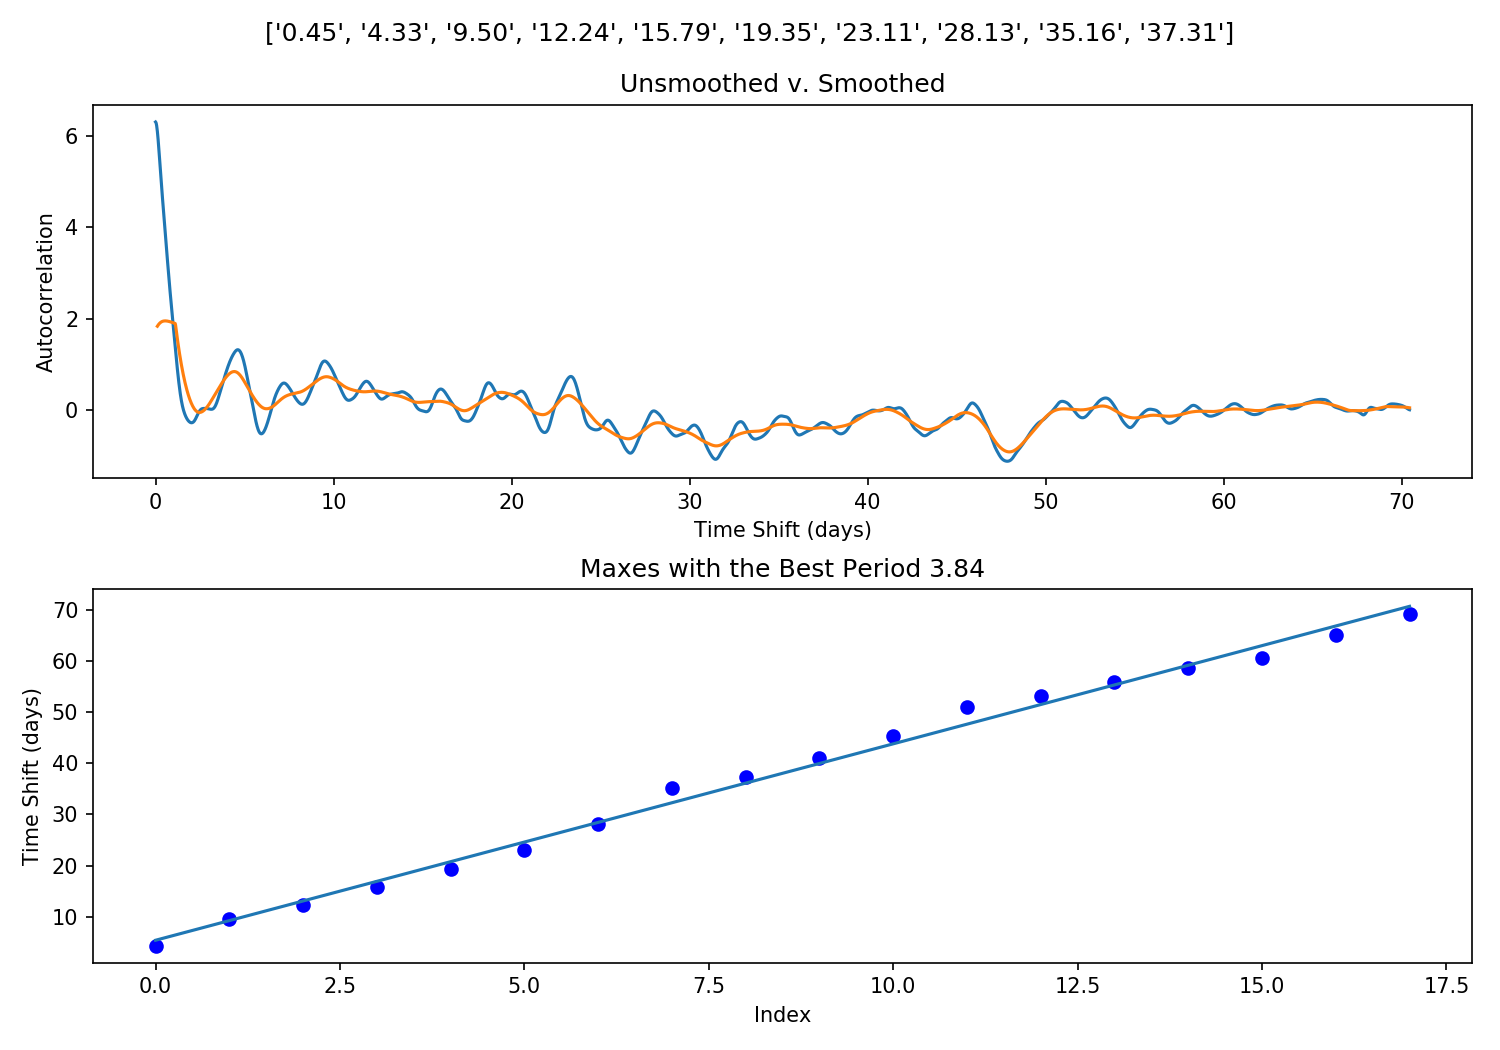 ['0.45', '4.33', '9.50', '12.24', '15.79', '19.35', '23.11', '28.13', '35.16', '37.31']
Unsmoothed v. Smoothed
Autocorrelation
6
4
2
0
0 10 20 30 40 50 60 70
Time Shift (days)
Maxes with the Best Period 3.84
Time Shift (days)
70
60
50
40
30
20
10
0.0 2.5 5.0 7.5 10.0 12.5 15.0 17.5
Index